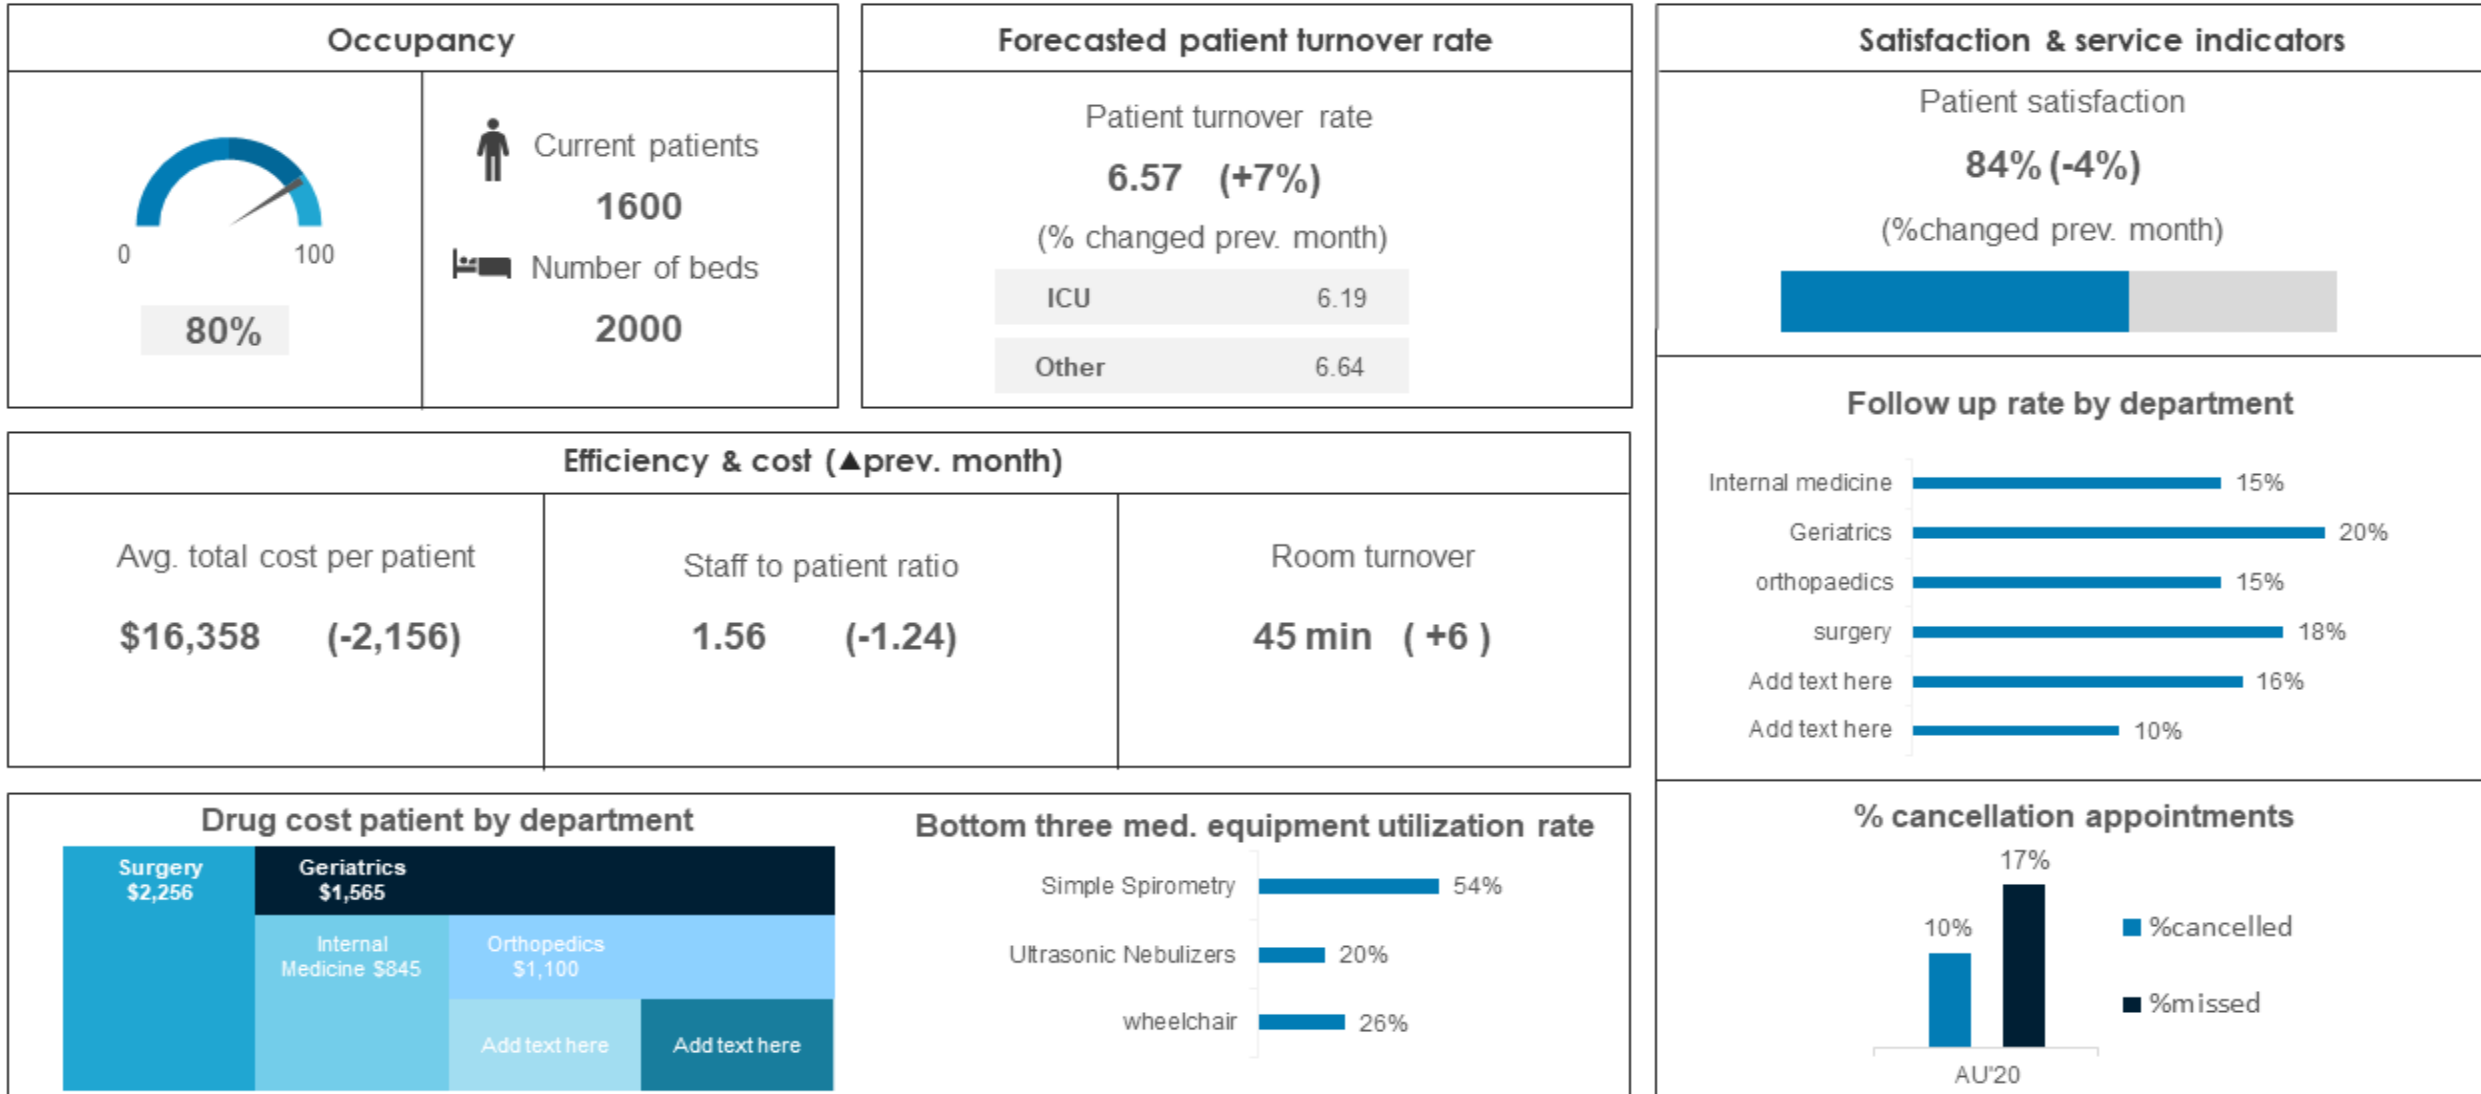 Occupancy
0
100
80%
Current patients
1600
Number of beds
2000
Forecasted patient turnover rate
Patient turnover rate
6.57 (+7%)
(% changed prev. month)
ICU 6.19
Other 6.64
Satisfaction & service indicators
Patient satisfaction
84% (-4%)
(%changed prev. month)
Follow up rate by department
Internal medicine 15%
Geriatrics 20%
orthopaedics 15%
surgery 18%
Add text here 16%
Add text here 10%
Efficiency & cost (▲prev. month)
Avg. total cost per patient
$16,358 (-2,156)
Staff to patient ratio
1.56 (-1.24)
Room turnover
45 min ( +6 )
Drug cost patient by department
Surgery
$2,256
Geriatrics
$1,565
Internal
Medicine $845
Orthopedics
$1,100
Add text here
Add text here
Bottom three med. equipment utilization rate
Simple Spirometry 54%
Ultrasonic Nebulizers 20%
wheelchair 26%
% cancellation appointments
10%
17%
AU'20
%cancelled
%missed